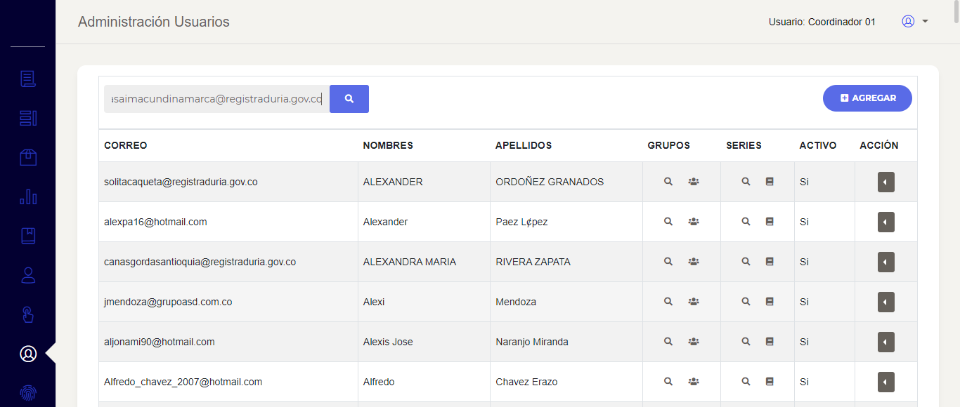 Administración Usuarios
Usuario: Coordinador 01
ısaimacundinamarca@registraduria.gov.co
AGREGAR
CORREO NOMBRES APELLIDOS GRUPOS SERIES ACTIVO ACCIÓN
solitacaqueta@registraduria.gov.co ALEXANDER ORDOÑEZ GRANADOS Si
alexpa16@hotmail.com Alexander Paez L¢pez Si
canasgordasantioquia@registraduria.gov.co ALEXANDRA MARIA RIVERA ZAPATA Si
jmendoza@grupoasd.com.co Alexi Mendoza Si
aljonami90@hotmail.com Alexis Jose Naranjo Miranda Si
Alfredo_chavez_2007@hotmail.com Alfredo Chavez Erazo Si